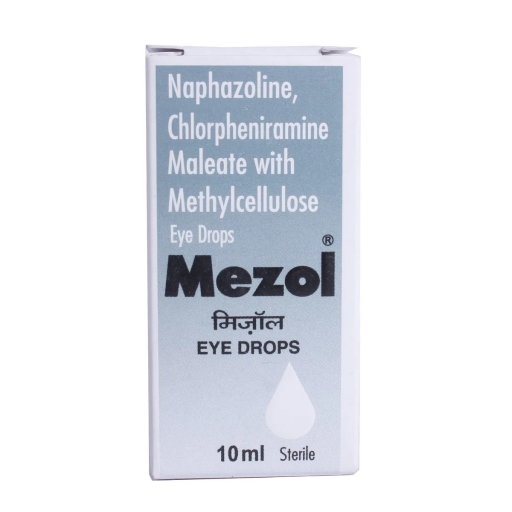 Naphazoline,
Chlorpheniramine
Maleate with
Methylcellulose
Eye Drops
Mezol®
मिज़ॉल
EYE DROPS
10ml Sterile